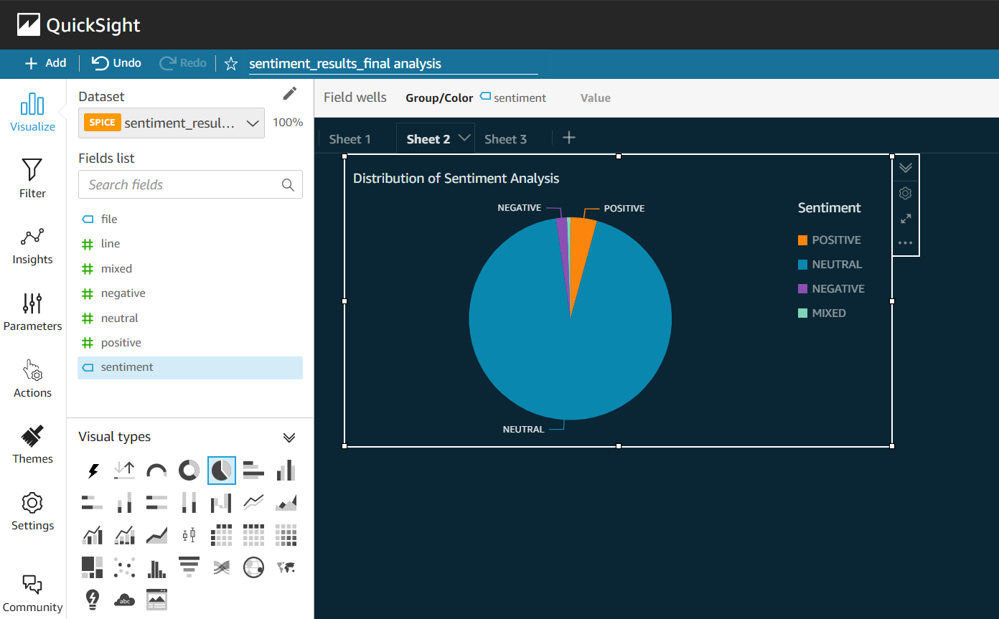 QuickSight
Add
Undo
Redo
sentiment_results_final analysis
Visualize
Filter
Insights
Parameters
Actions
Themes
Settings
Community
Dataset
SPICE
sentiment_resul...
100%
Fields list
Search fields
file
line
mixed
negative
neutral
positive
sentiment
Visual types
abc
Field wells
Group/Color
sentiment
Value
Sheet 1
Sheet 2
Sheet 3
Distribution of Sentiment Analysis
NEGATIVE
POSITIVE
NEUTRAL
Sentiment
POSITIVE
NEUTRAL
NEGATIVE
MIXED